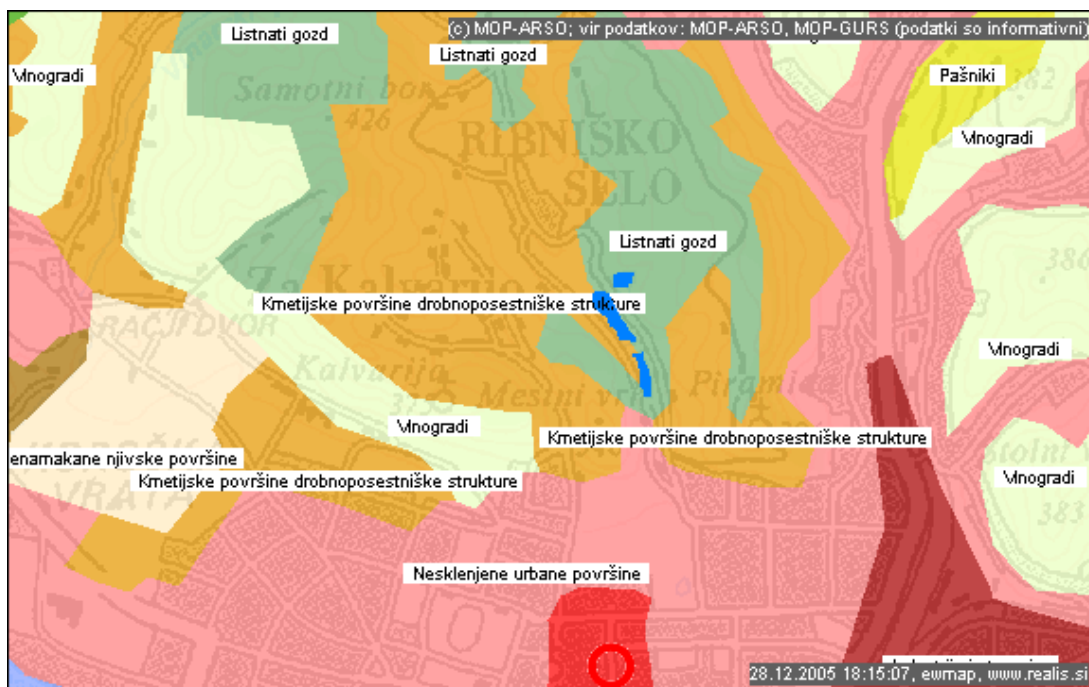 (c) MOP-ARSO; vir podatkov: MOP-ARSO, MOP-GURS (podatki so informativni)
Listnati gozd
Listnati gozd
Vinogradi
Pašniki
Samotni bor
426
382
RIBNIŠKO
SELO
Vinogradi
Listnati gozd
386
Za Kalvarijo
Kmetijske površine drobnoposestniške strukture
RAČJI DVOR
Kalvarija
Mestni vrh
Vinogradi
Vinogradi
Kmetijske površine drobnoposestniške strukture
enamakane njivske površine
Kmetijske površine drobnoposestniške strukture
VRATA
Vinogradi
383
Nesklenjene urbane površine
28.12.2005 18:15:07, ewmap, www.realis.si